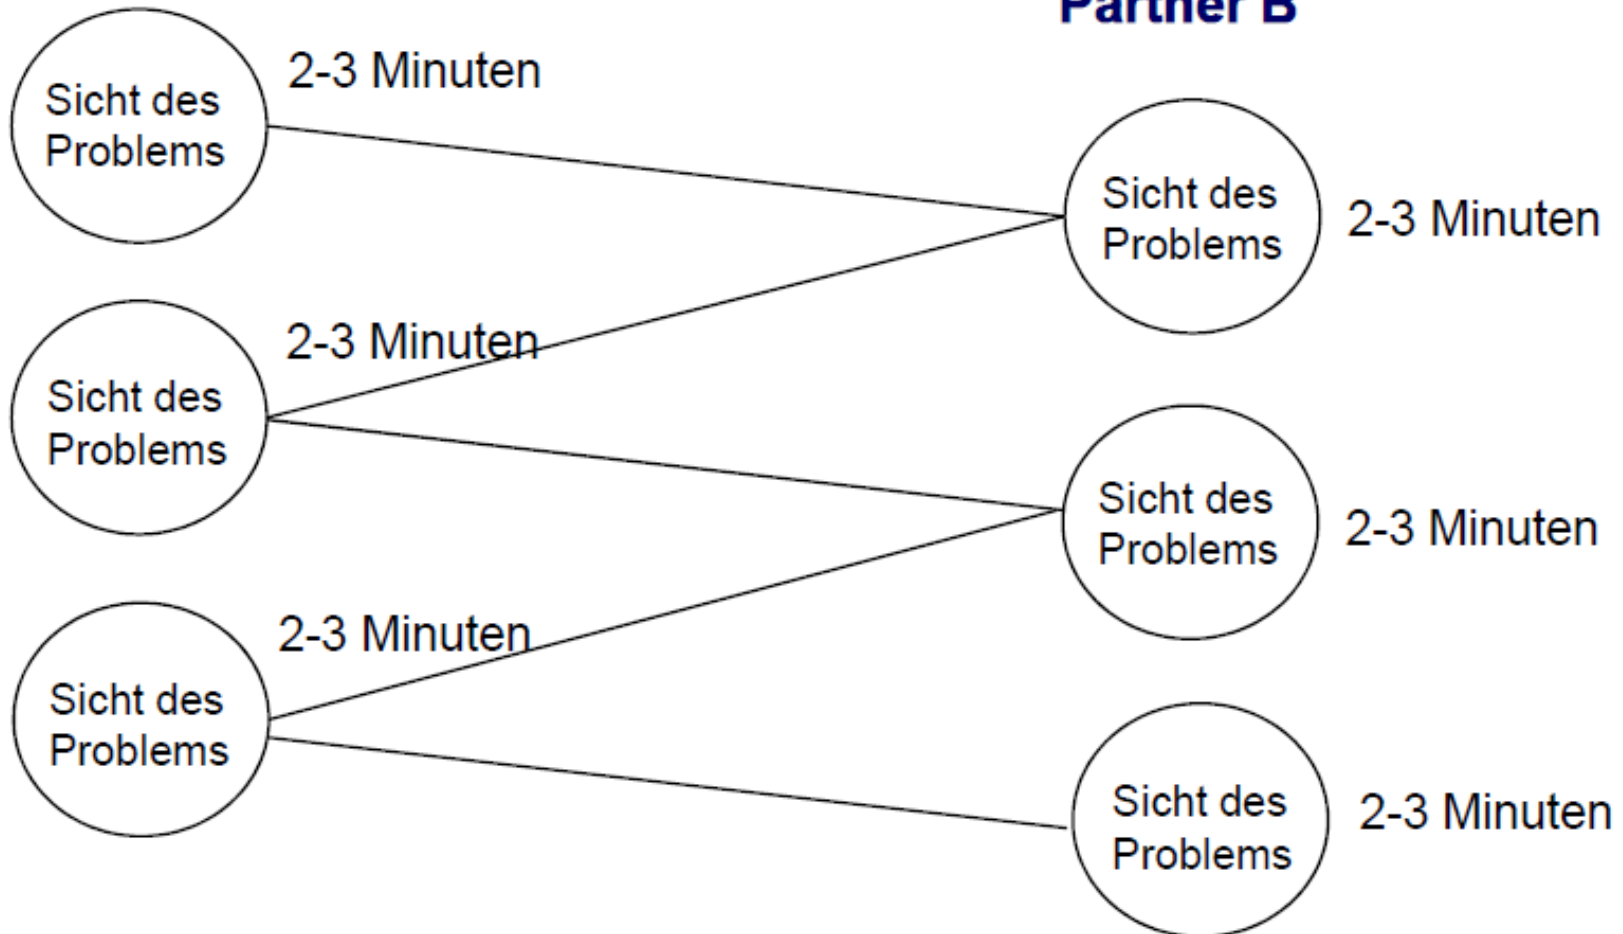 Partner B
2-3 Minuten
Sicht des
Problems
Sicht des
Problems
2-3 Minuten
2-3 Minuten
Sicht des
Problems
Sicht des
Problems
2-3 Minuten
2-3 Minuten
Sicht des
Problems
Sicht des
Problems
2-3 Minuten